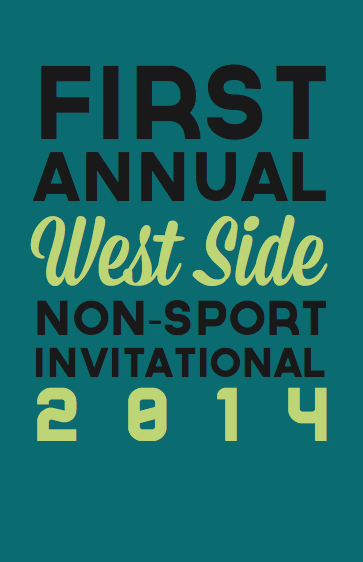 FIRST
ANNUAL
West Side
NON-SPORT
INVITATIONAL
2014